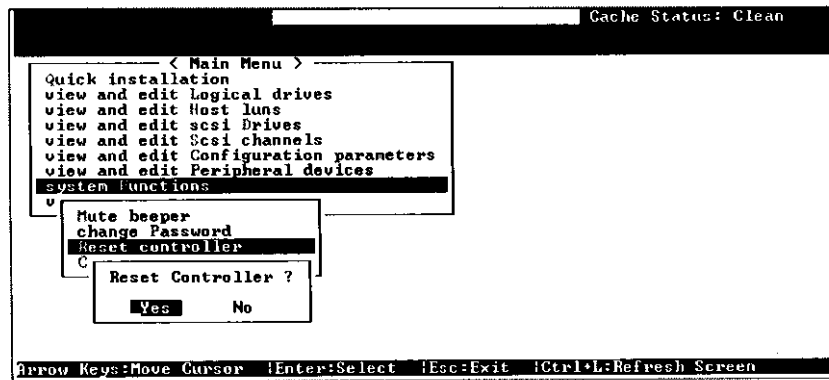 Cache Status: Clean
< Main Menu >
Quick installation
view and edit Logical drives
view and edit Host luns
view and edit scsi Drives
view and edit Scsi channels
view and edit Configuration parameters
view and edit Peripheral devices
system Functions
v
Mute beeper
change Password
Reset controller
C
Reset Controller ?
Yes No
Arrow Keys:Move Cursor |Enter:Select |Esc:Exit |Ctrl+L:Refresh Screen